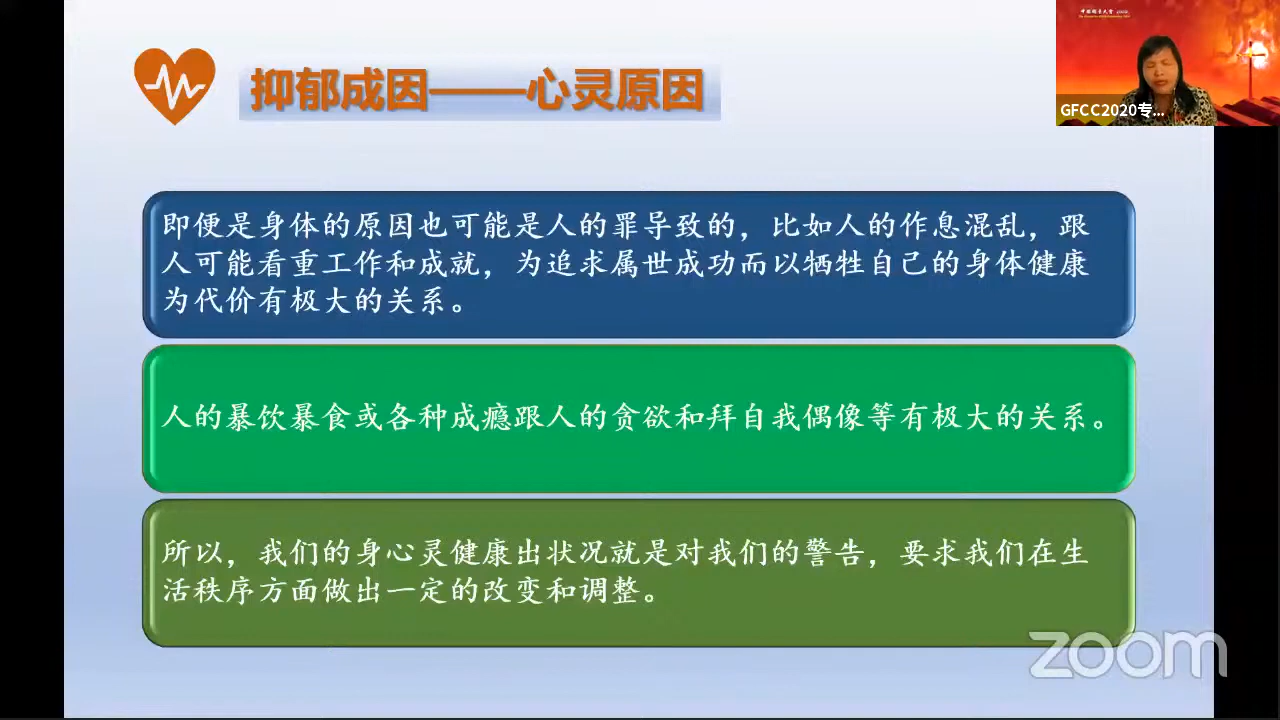 抑郁成因——心灵原因
GFCC2020专...
即便是身体的原因也可能是人的罪导致的，比如人的作息混乱，跟
人可能看重工作和成就，为追求属世成功而以牺牲自己的身体健康
为代价有极大的关系。
人的暴饮暴食或各种成瘾跟人的贪欲和拜自我偶像等有极大的关系。
所以，我们的身心灵健康出状况就是对我们的警告，要求我们在生
活秩序方面做出一定的改变和调整。
zoom